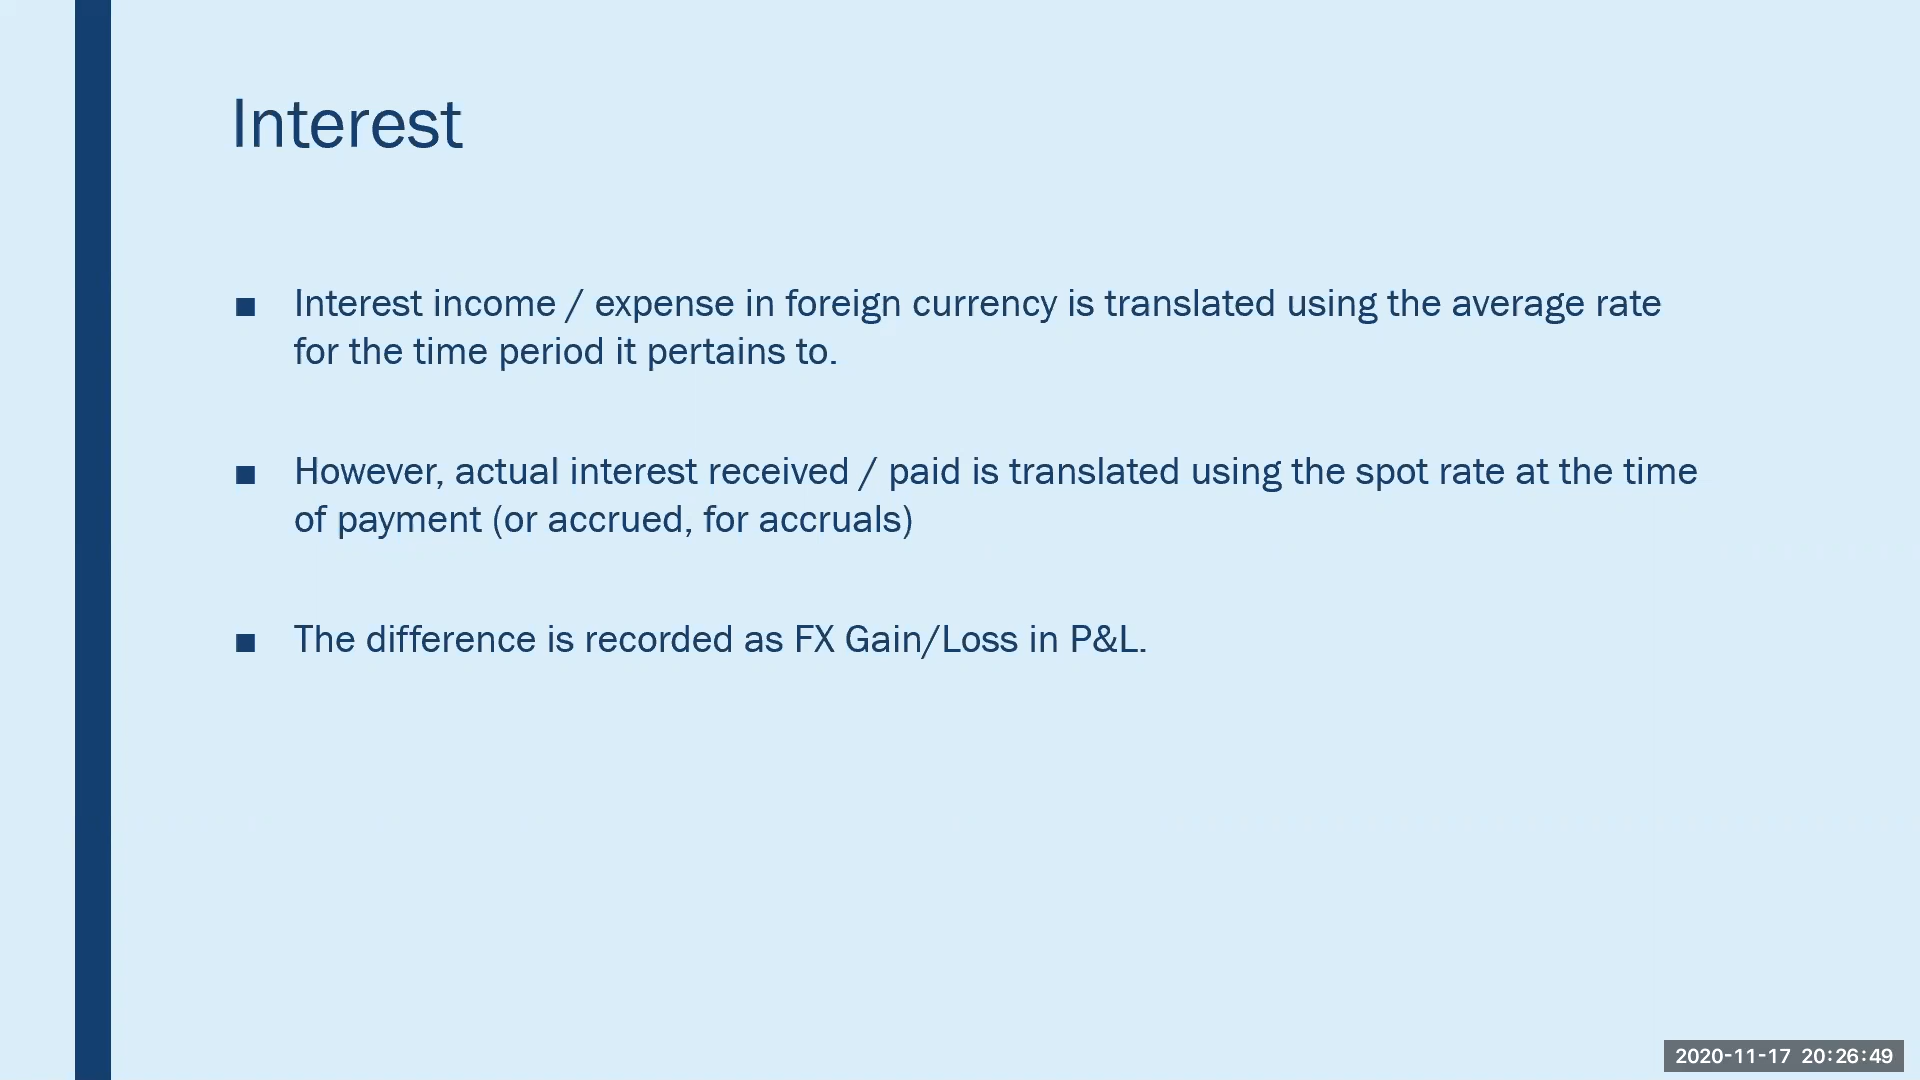 Interest
■ Interest income / expense in foreign currency is translated using the average rate
for the time period it pertains to.
■ However, actual interest received / paid is translated using the spot rate at the time
of payment (or accrued, for accruals)
■ The difference is recorded as FX Gain/Loss in P&L.
2020-11-17 20:26:49